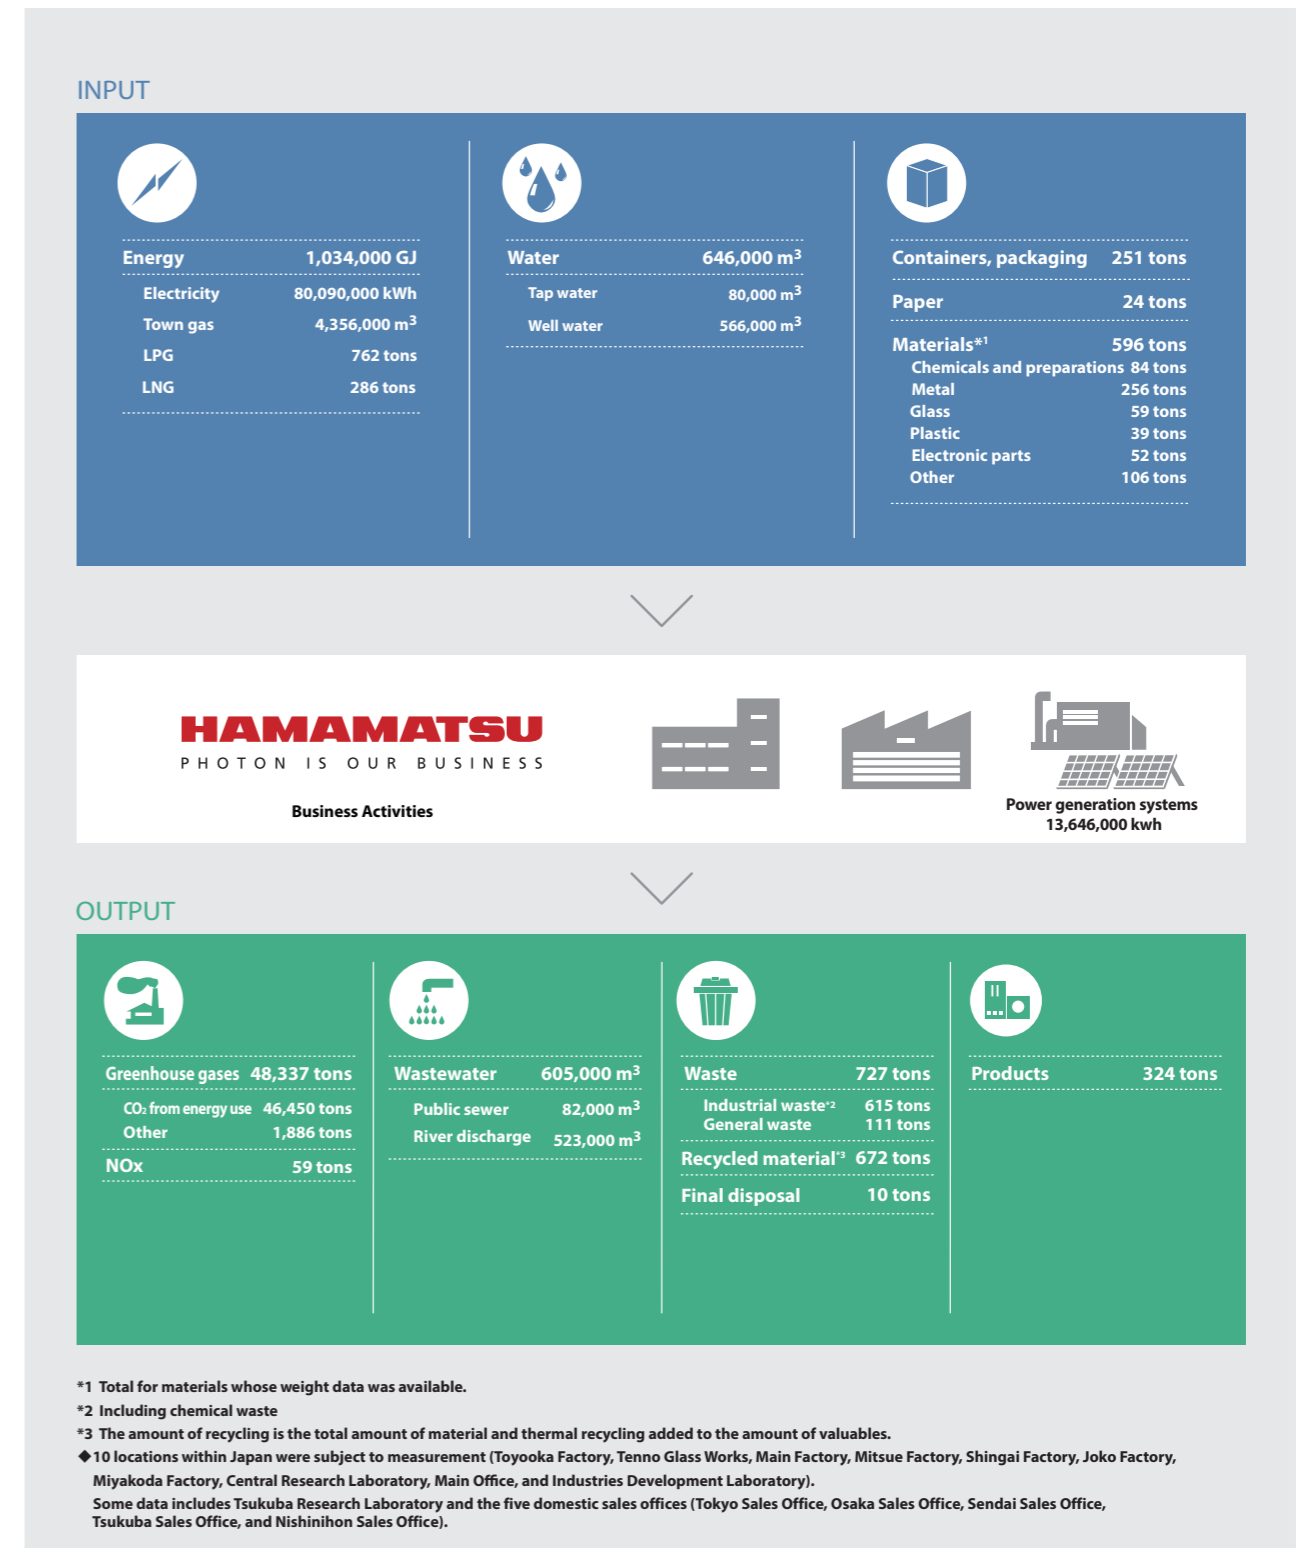 INPUT
Energy 1,034,000 GJ
Electricity 80,090,000 kWh
Town gas 4,356,000 m3
LPG 762 tons
LNG 286 tons
Water 646,000 m3
Tap water 80,000 m3
Well water 566,000 m3
Containers, packaging 251 tons
Paper 24 tons
Materials*1 596 tons
Chemicals and preparations 84 tons
Metal 256 tons
Glass 59 tons
Plastic 39 tons
Electronic parts 52 tons
Other 106 tons
HAMAMATSU
PHOTON IS OUR BUSINESS
Business Activities
Power generation systems
13,646,000 kwh
OUTPUT
Greenhouse gases 48,337 tons
CO2 from energy use 46,450 tons
Other 1,886 tons
NOx 59 tons
Wastewater 605,000 m3
Public sewer 82,000 m3
River discharge 523,000 m3
Waste 727 tons
Industrial waste*2 615 tons
General waste 111 tons
Recycled material*3 672 tons
Final disposal 10 tons
Products 324 tons
*1 Total for materials whose weight data was available.
*2 Including chemical waste
*3 The amount of recycling is the total amount of material and thermal recycling added to the amount of valuables.
◆10 locations within Japan were subject to measurement (Toyooka Factory, Tenno Glass Works, Main Factory, Mitsue Factory, Shingai Factory, Joko Factory,
Miyakoda Factory, Central Research Laboratory, Main Office, and Industries Development Laboratory).
Some data includes Tsukuba Research Laboratory and the five domestic sales offices (Tokyo Sales Office, Osaka Sales Office, Sendai Sales Office,
Tsukuba Sales Office, and Nishinihon Sales Office).